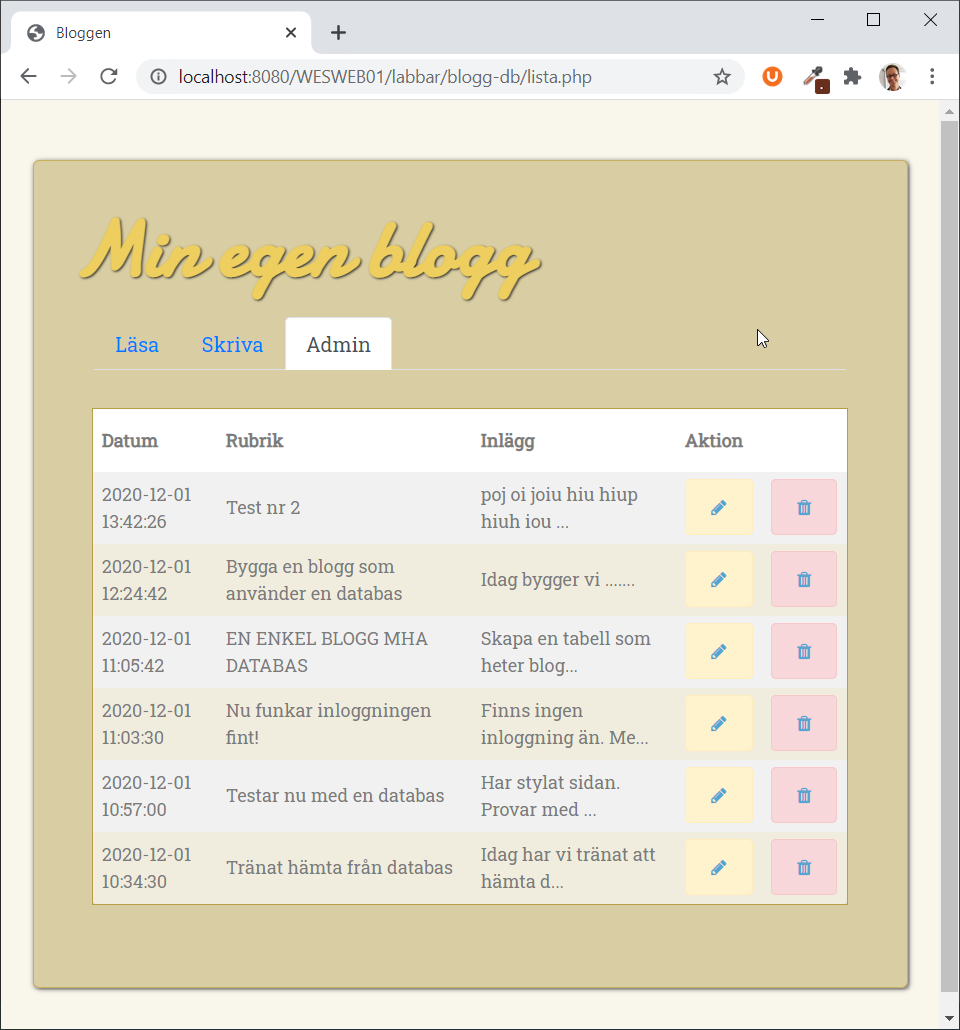 Bloggen
localhost:8080/WESWEB01/labbar/blogg-db/lista.php
Min egen blogg
Läsa Skriva Admin
Datum Rubrik Inlägg Aktion
2020-12-01
13:42:26
Test nr 2
poj oi joiu hiu hiup
hiuh iou ...
2020-12-01
12:24:42
Bygga en blogg som
använder en databas
Idag bygger vi .......
2020-12-01
11:05:42
EN ENKEL BLOGG MHA
DATABAS
Skapa en tabell som
heter blog...
2020-12-01
11:03:30
Nu funkar inloggningen
fint!
Finns ingen
inloggning än. Me...
2020-12-01
10:57:00
Testar nu med en databas
Har stylat sidan.
Provar med ...
2020-12-01
10:34:30
Tränat hämta från databas
Idag har vi tränat att
hämta d...